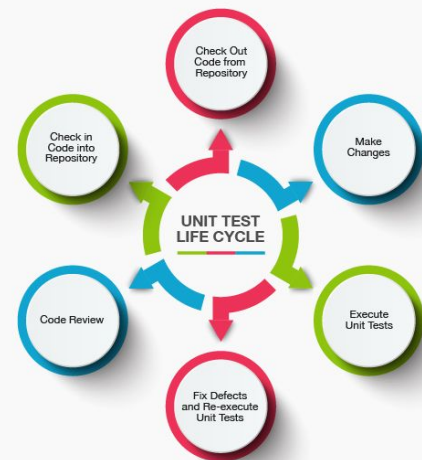 Check Out
Code from
Repository
Make
Changes
Execute
Unit Tests
Fix Defects
and Re-execute
Unit Tests
Code Review
Check in
Code into
Repository
UNIT TEST
LIFE CYCLE